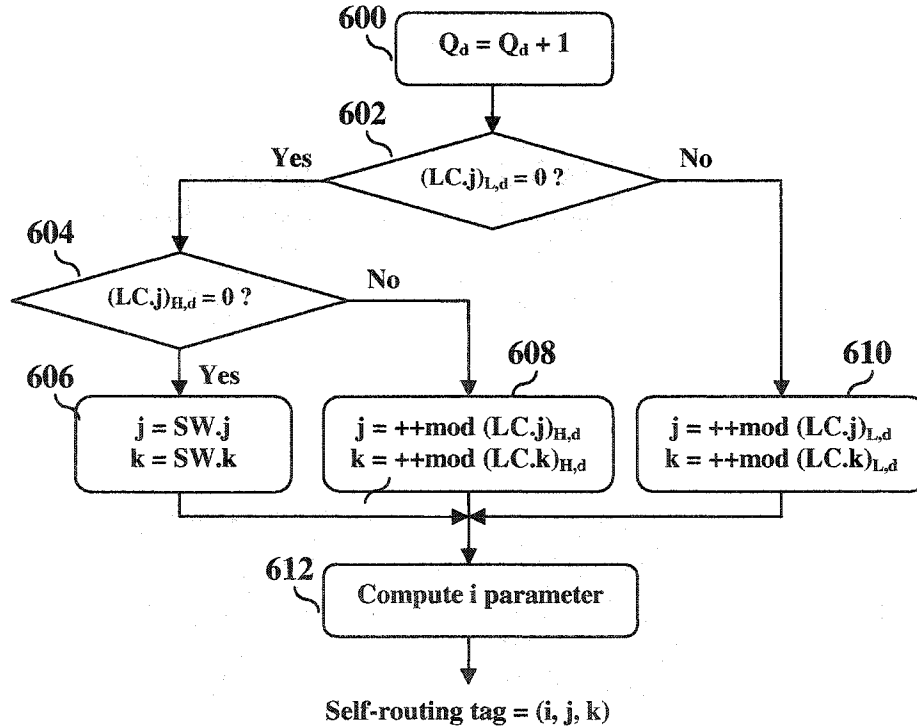 600
Q_d = Q_d + 1
602
Yes
No
(LC.j)_L,d = 0 ?
604
No
(LC.j)_H,d = 0 ?
606
Yes
608
610
j = SW.j
k = SW.k
j = ++mod (LC.j)_H,d
k = ++mod (LC.k)_H,d
j = ++mod (LC.j)_L,d
k = ++mod (LC.k)_L,d
612
Compute i parameter
Self-routing tag = (i, j, k)